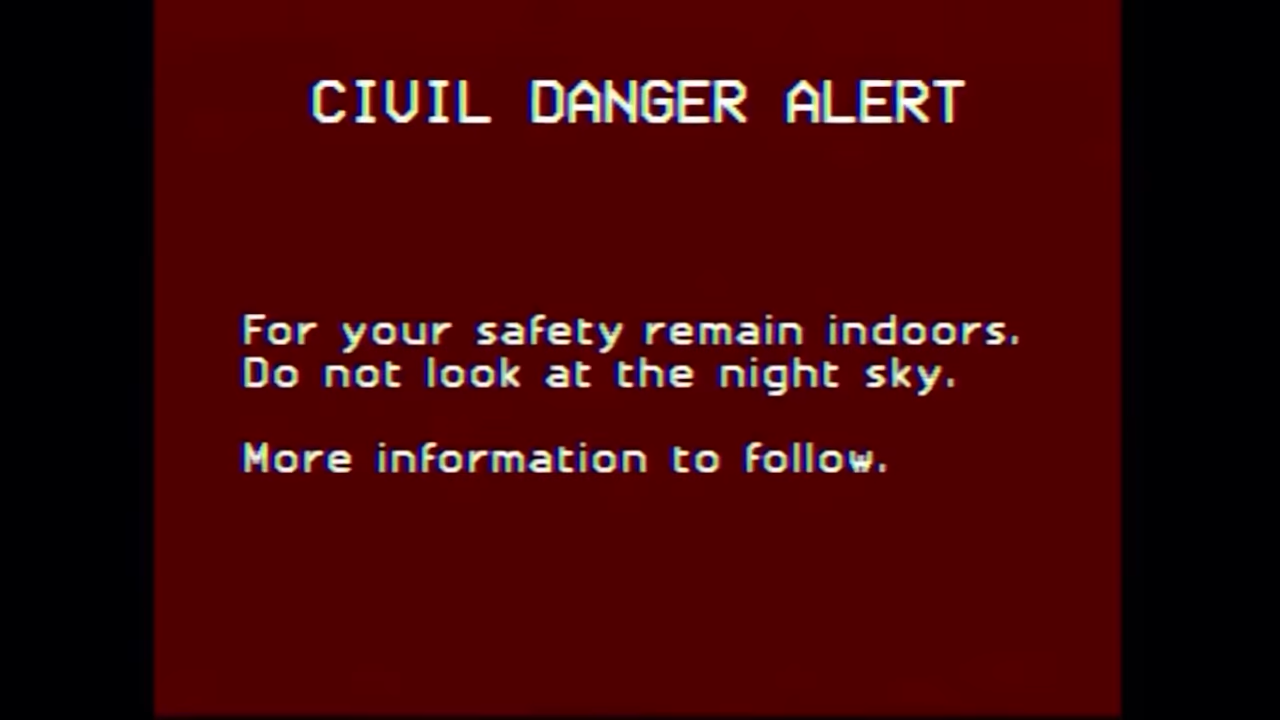 CIVIL DANGER ALERT
For your safety remain indoors.
Do not look at the night sky.
More information to follow.